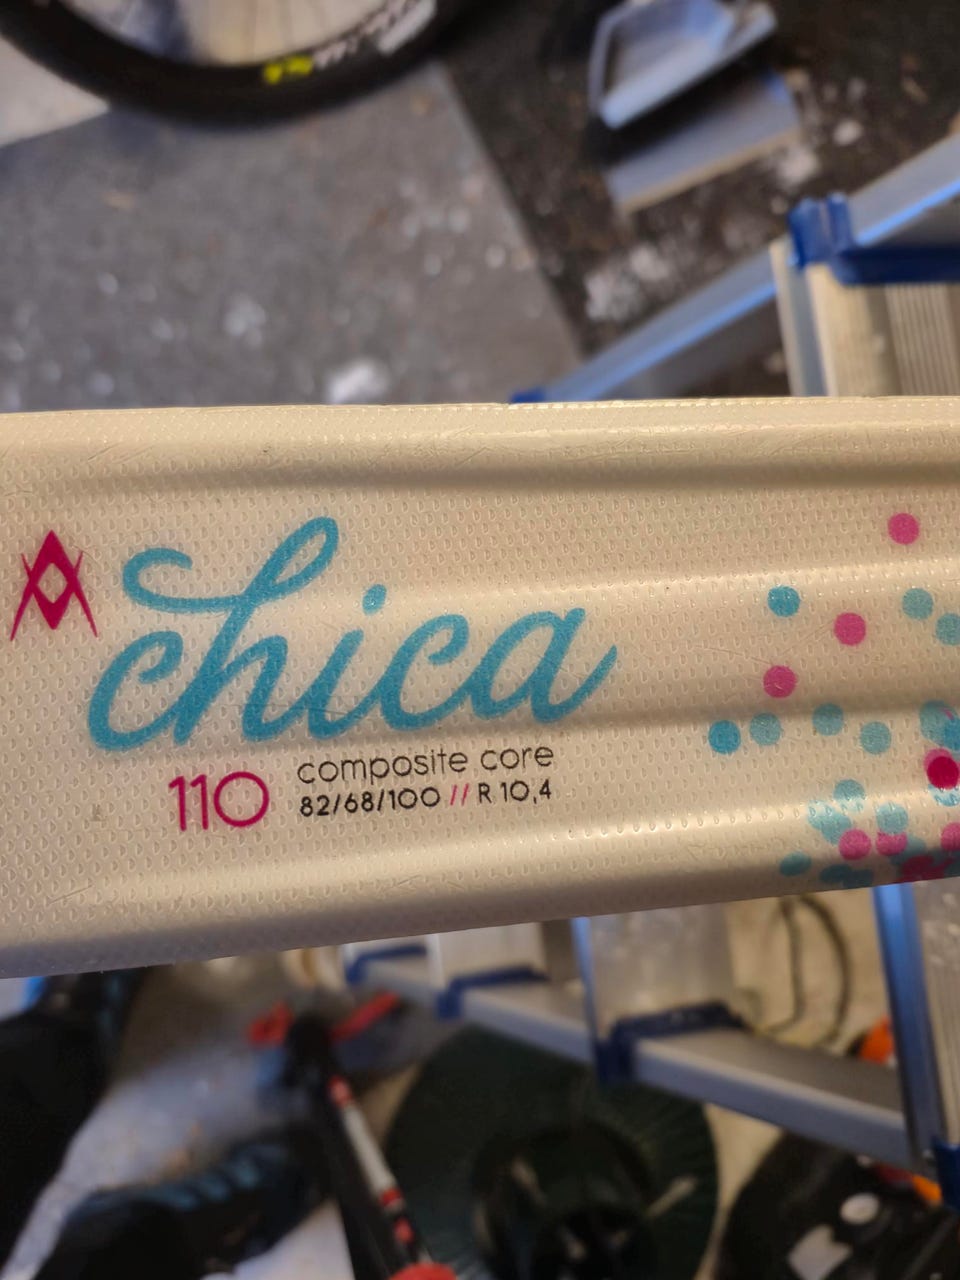 chica
110
composite core
82/68/100 // R 10,4